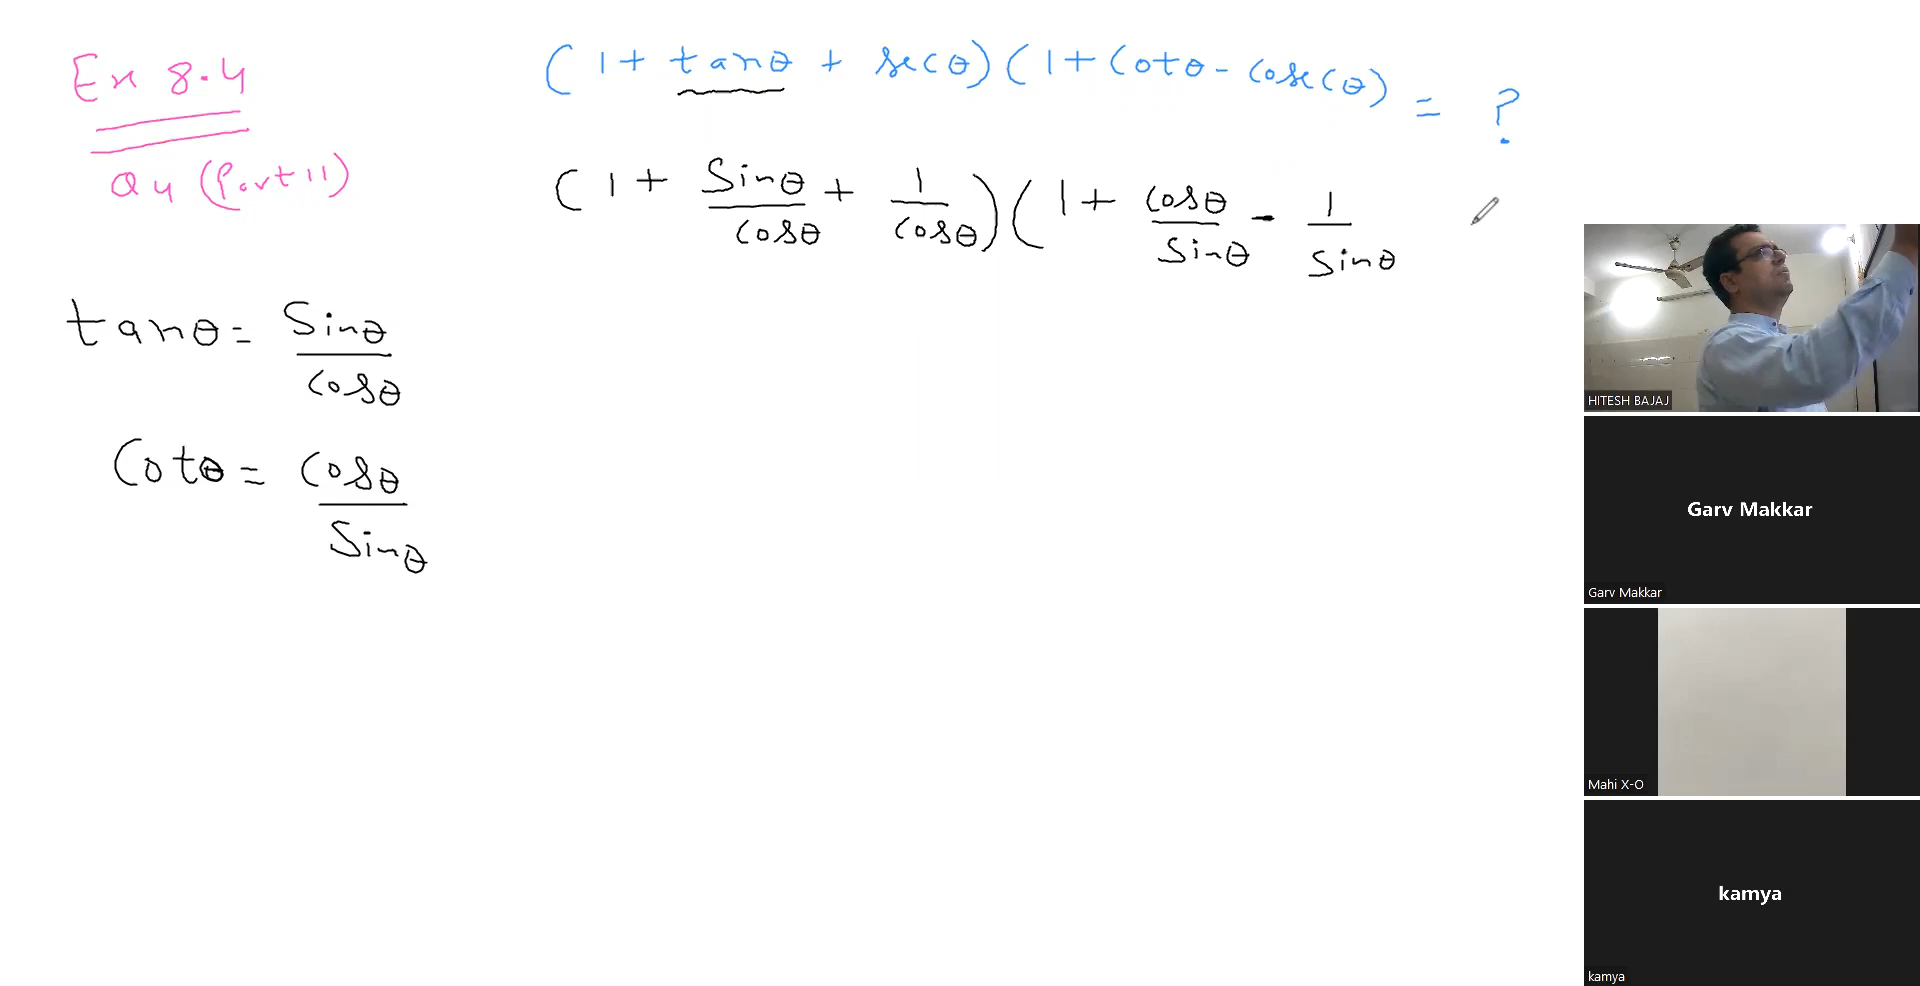 Ex 8.4
Q4 (Part II)
(1 + tanθ + secθ)(1 + cotθ - cosecθ) = ?
(1 + Sinθ/cosθ + 1/cosθ)(1 + cosθ/Sinθ - 1/Sinθ
tanθ = Sinθ/cosθ
Cotθ = cosθ/Sinθ
HITESH BAJAJ
Garv Makkar
Garv Makkar
Mahi X-O
kamya
kamya